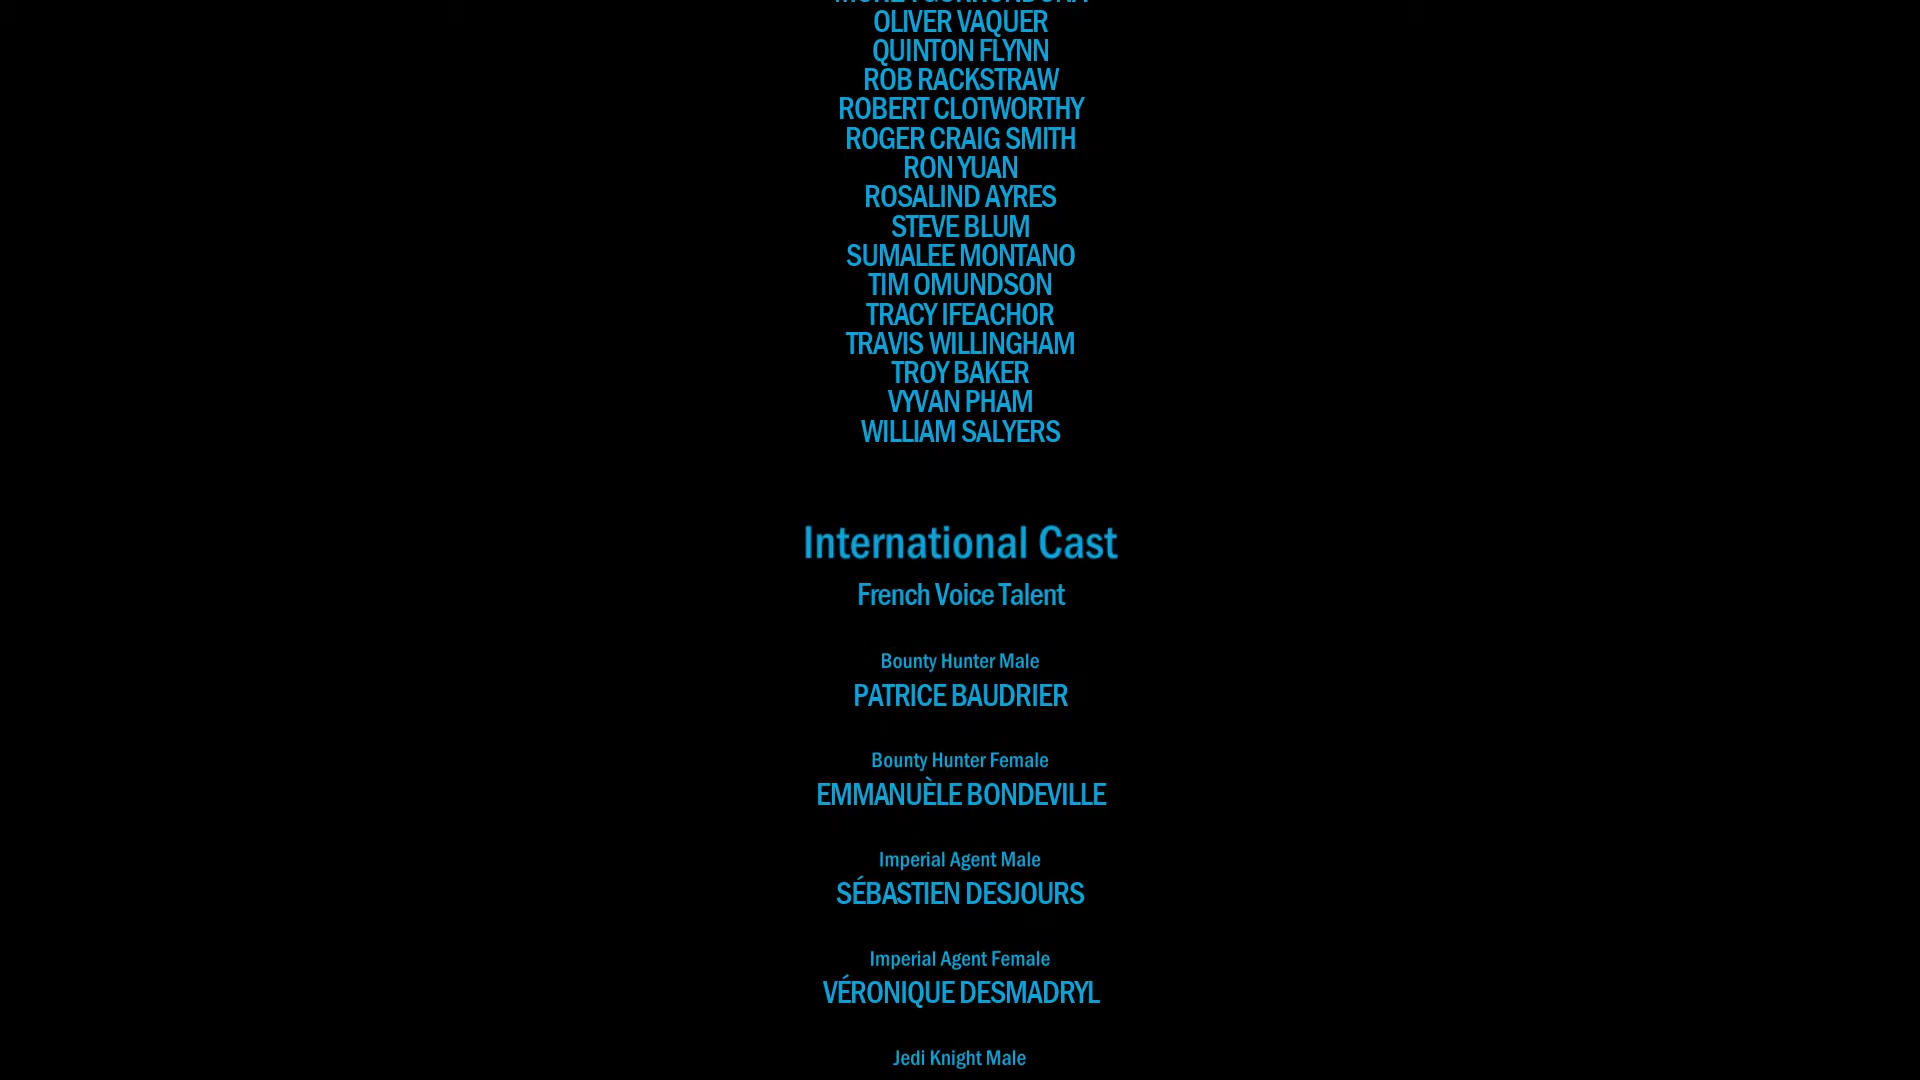 OLIVER VAQUER
QUINTON FLYNN
ROB RACKSTRAW
ROBERT CLOTWORTHY
ROGER CRAIG SMITH
RON YUAN
ROSALIND AYRES
STEVE BLUM
SUMALEE MONTANO
TIM OMUNDSON
TRACY IFEACHOR
TRAVIS WILLINGHAM
TROY BAKER
VYVAN PHAM
WILLIAM SALYERS
International Cast
French Voice Talent
Bounty Hunter Male
PATRICE BAUDRIER
Bounty Hunter Female
EMMANUÈLE BONDEVILLE
Imperial Agent Male
SÉBASTIEN DESJOURS
Imperial Agent Female
VÉRONIQUE DESMADRYL
Jedi Knight Male